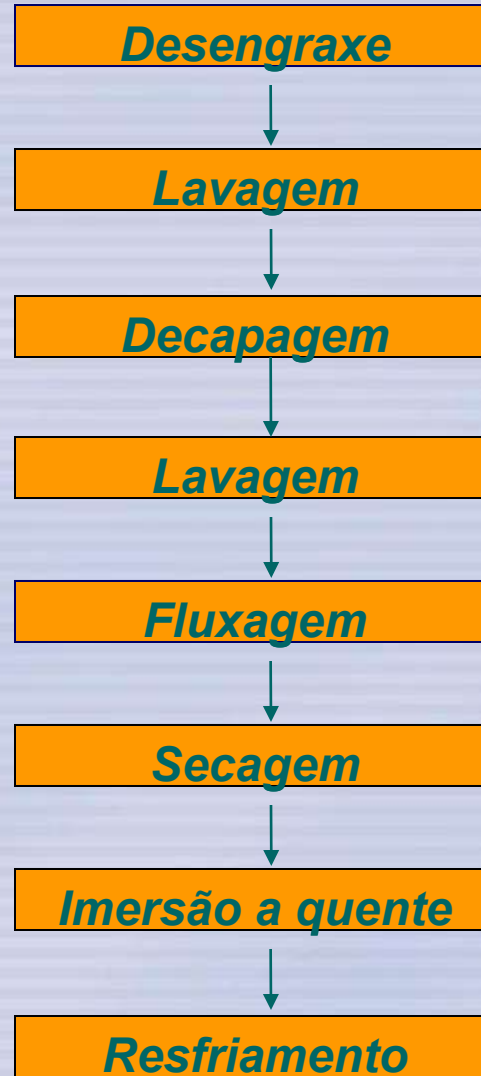 Desengraxe
Lavagem
Decapagem
Lavagem
Fluxagem
Secagem
Imersão a quente
Resfriamento